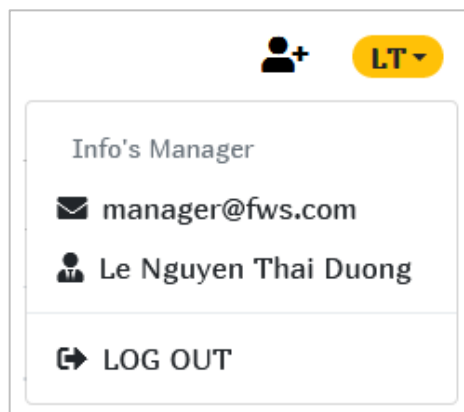 LT
Info's Manager
manager@fws.com
Le Nguyen Thai Duong
LOG OUT